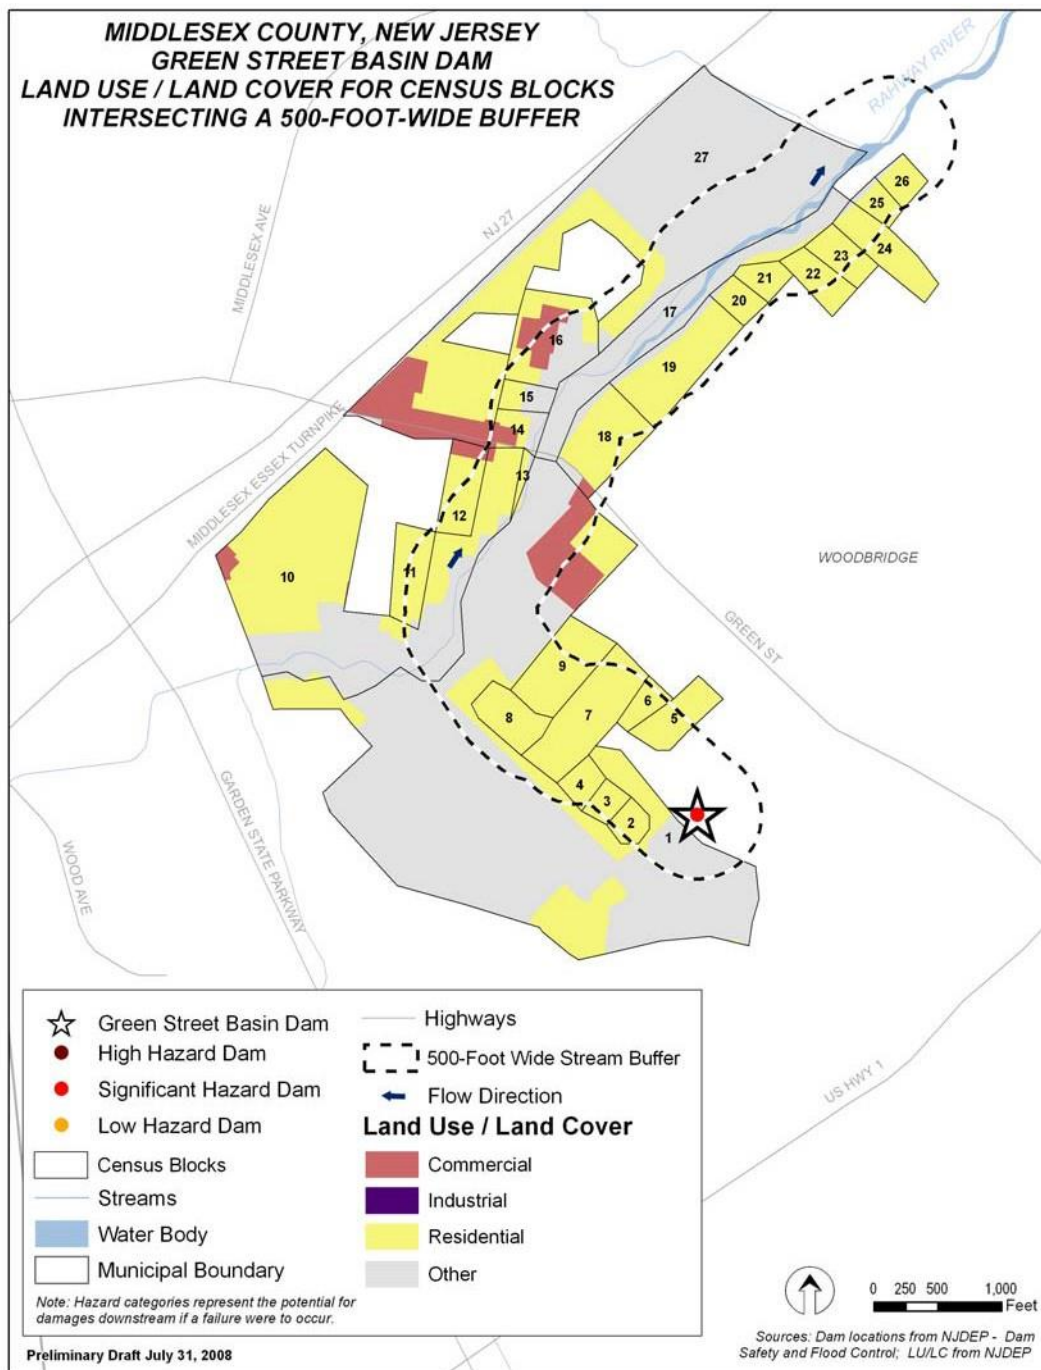 MIDDLESEX COUNTY, NEW JERSEY
GREEN STREET BASIN DAM
LAND USE / LAND COVER FOR CENSUS BLOCKS
INTERSECTING A 500-FOOT-WIDE BUFFER
RAHWAY RIVER
27
26
25
24
23
22
21
20
MIDDLESEX AVE
NJ 27
17
16
19
15
14
18
MIDDLESEX ESSEX TURNPIKE
13
12
11
10
WOODBRIDGE
GREEN ST
9
6
5
7
8
4
3
2
1
GARDEN STATE PARKWAY
WOOD AVE
US HWY 1
Green Street Basin Dam
High Hazard Dam
Significant Hazard Dam
Low Hazard Dam
Census Blocks
Streams
Water Body
Municipal Boundary
Note: Hazard categories represent the potential for
damages downstream if a failure were to occur.
Highways
500-Foot Wide Stream Buffer
Flow Direction
Land Use / Land Cover
Commercial
Industrial
Residential
Other
0 250 500 1,000
Feet
Sources: Dam locations from NJDEP - Dam
Safety and Flood Control; LU/LC from NJDEP
Preliminary Draft July 31, 2008